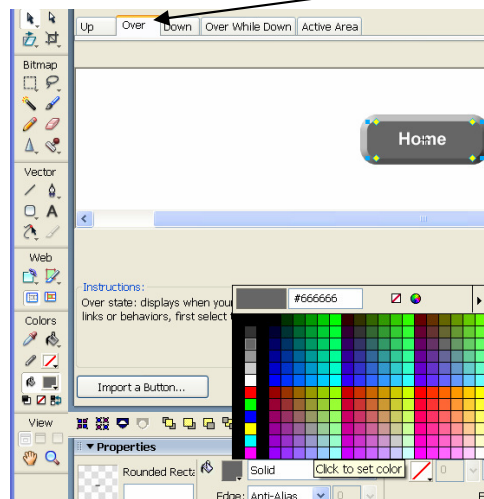 Up Over Down Over While Down Active Area
Bitmap
Home
Vector
A
Web
Instructions:
Over state: displays when your
links or behaviors, first select
#666666
Colors
Import a Button...
View
Properties
Rounded Recta
Solid
Click to set color
0
Edge: Anti-Alias
0